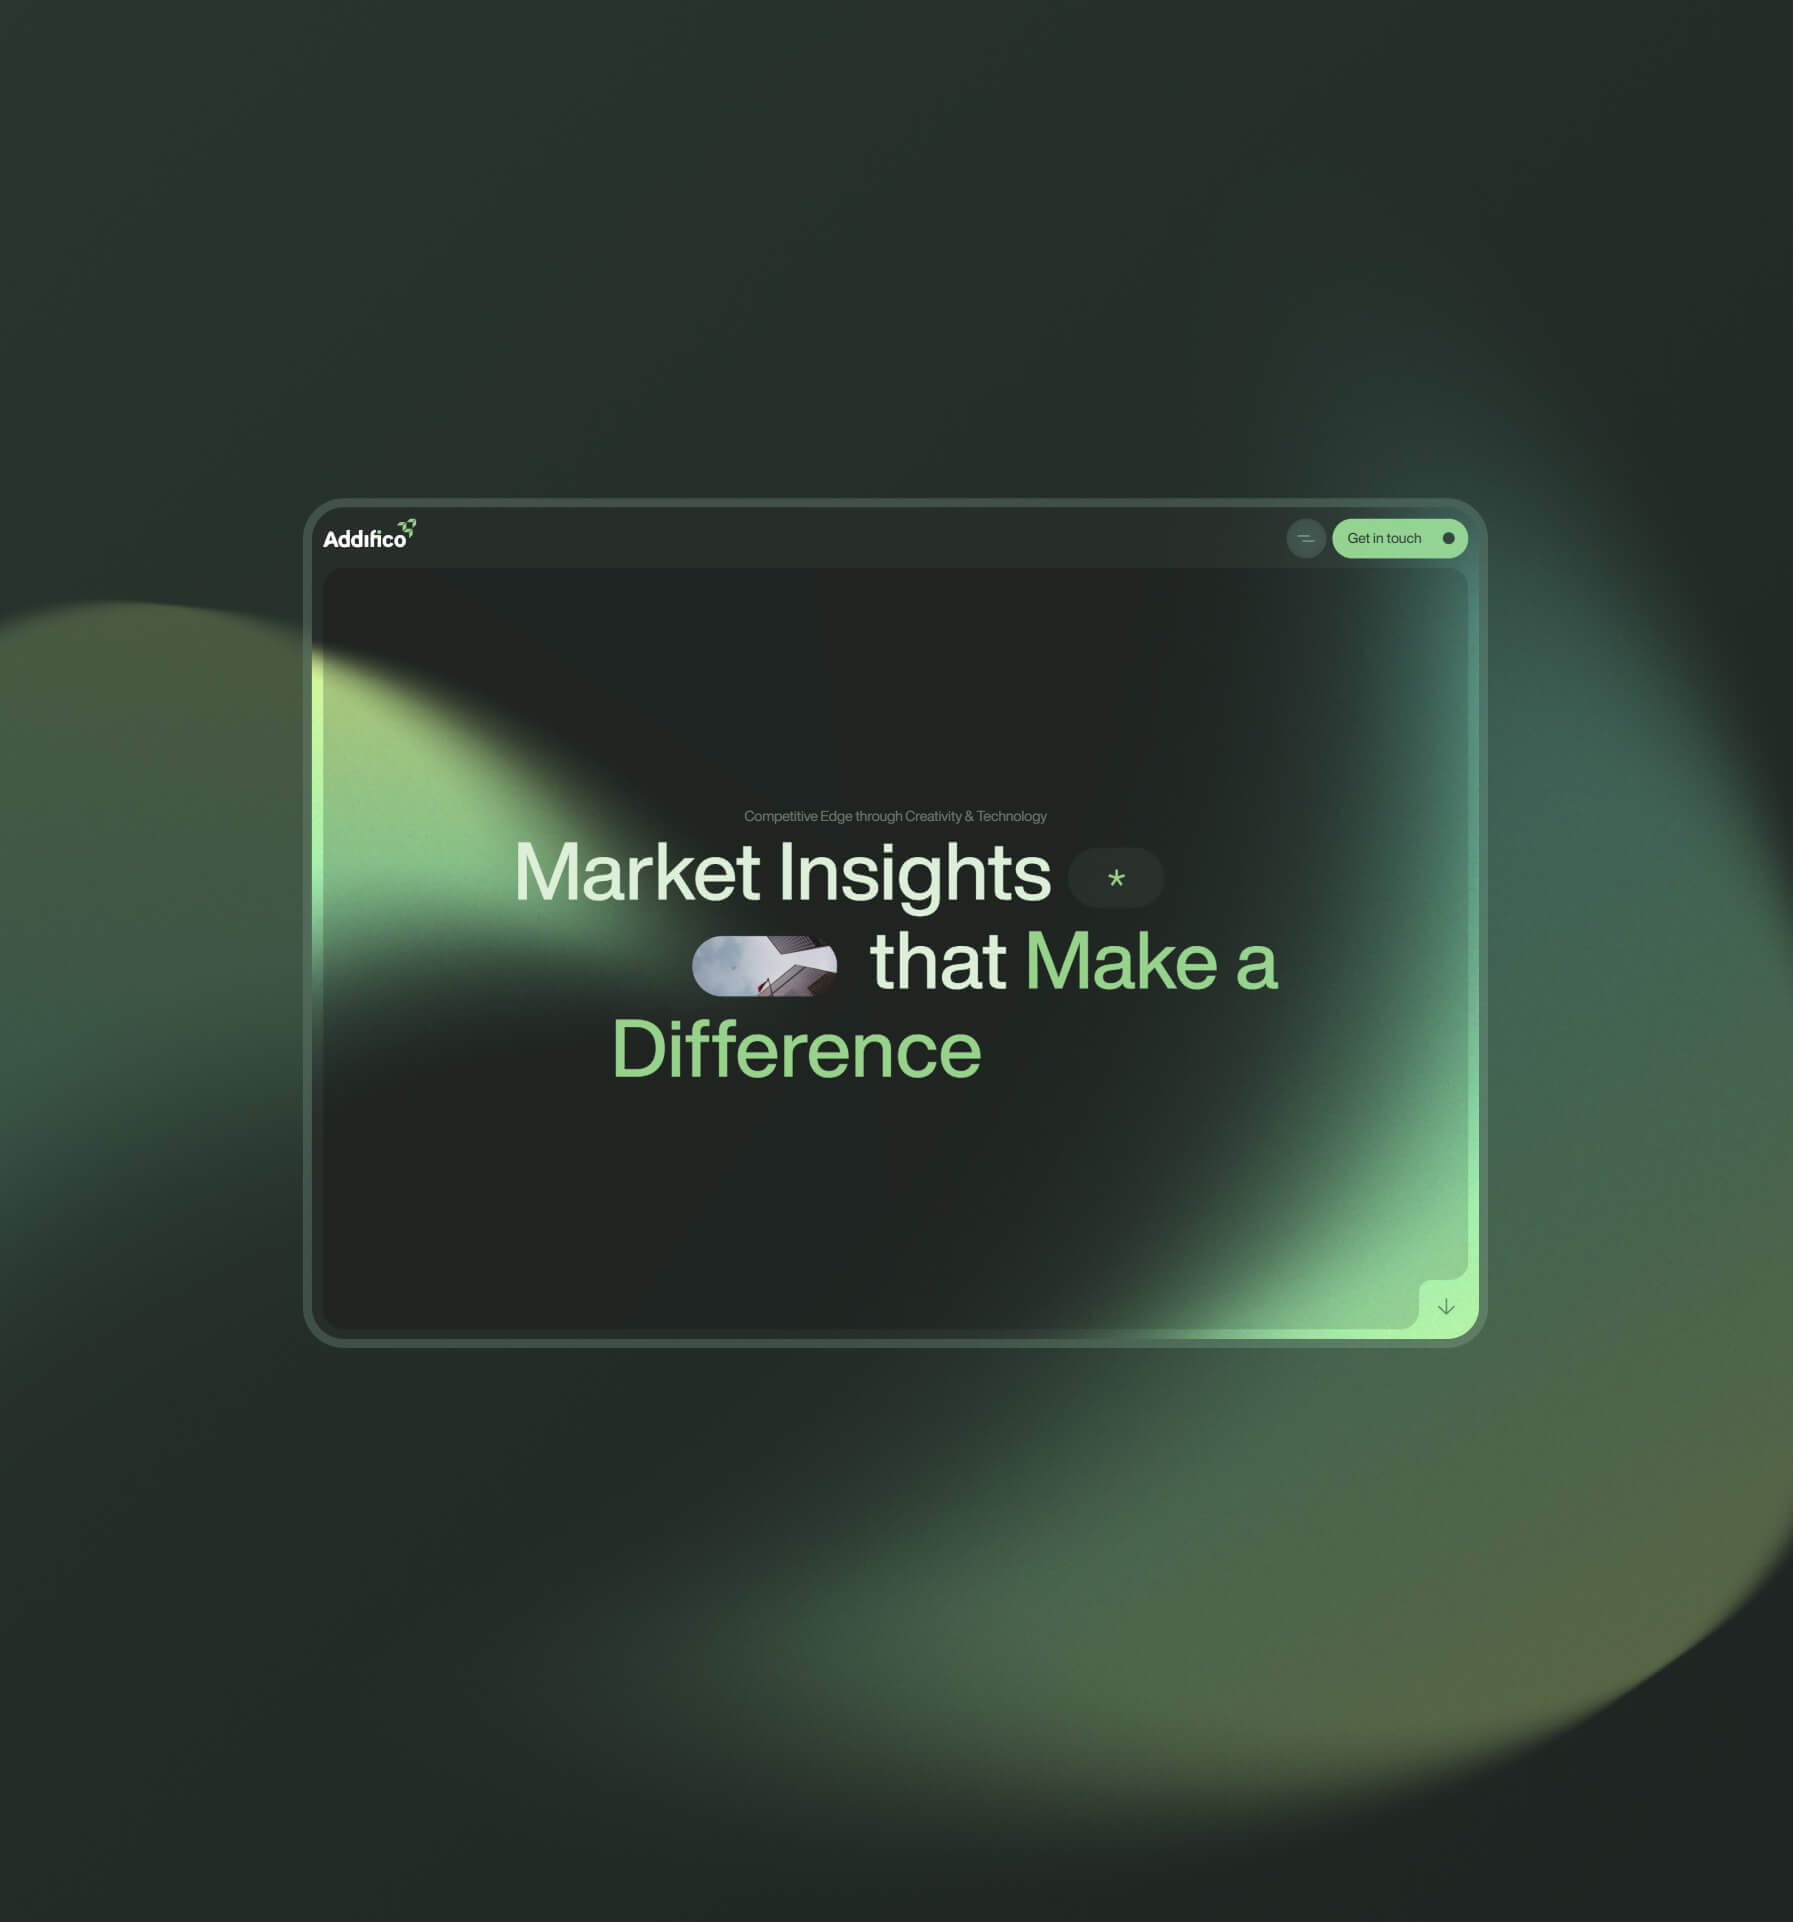 Addifico
Get in touch
Competitive Edge through Creativity & Technology
Market Insights *
that Make a
Difference